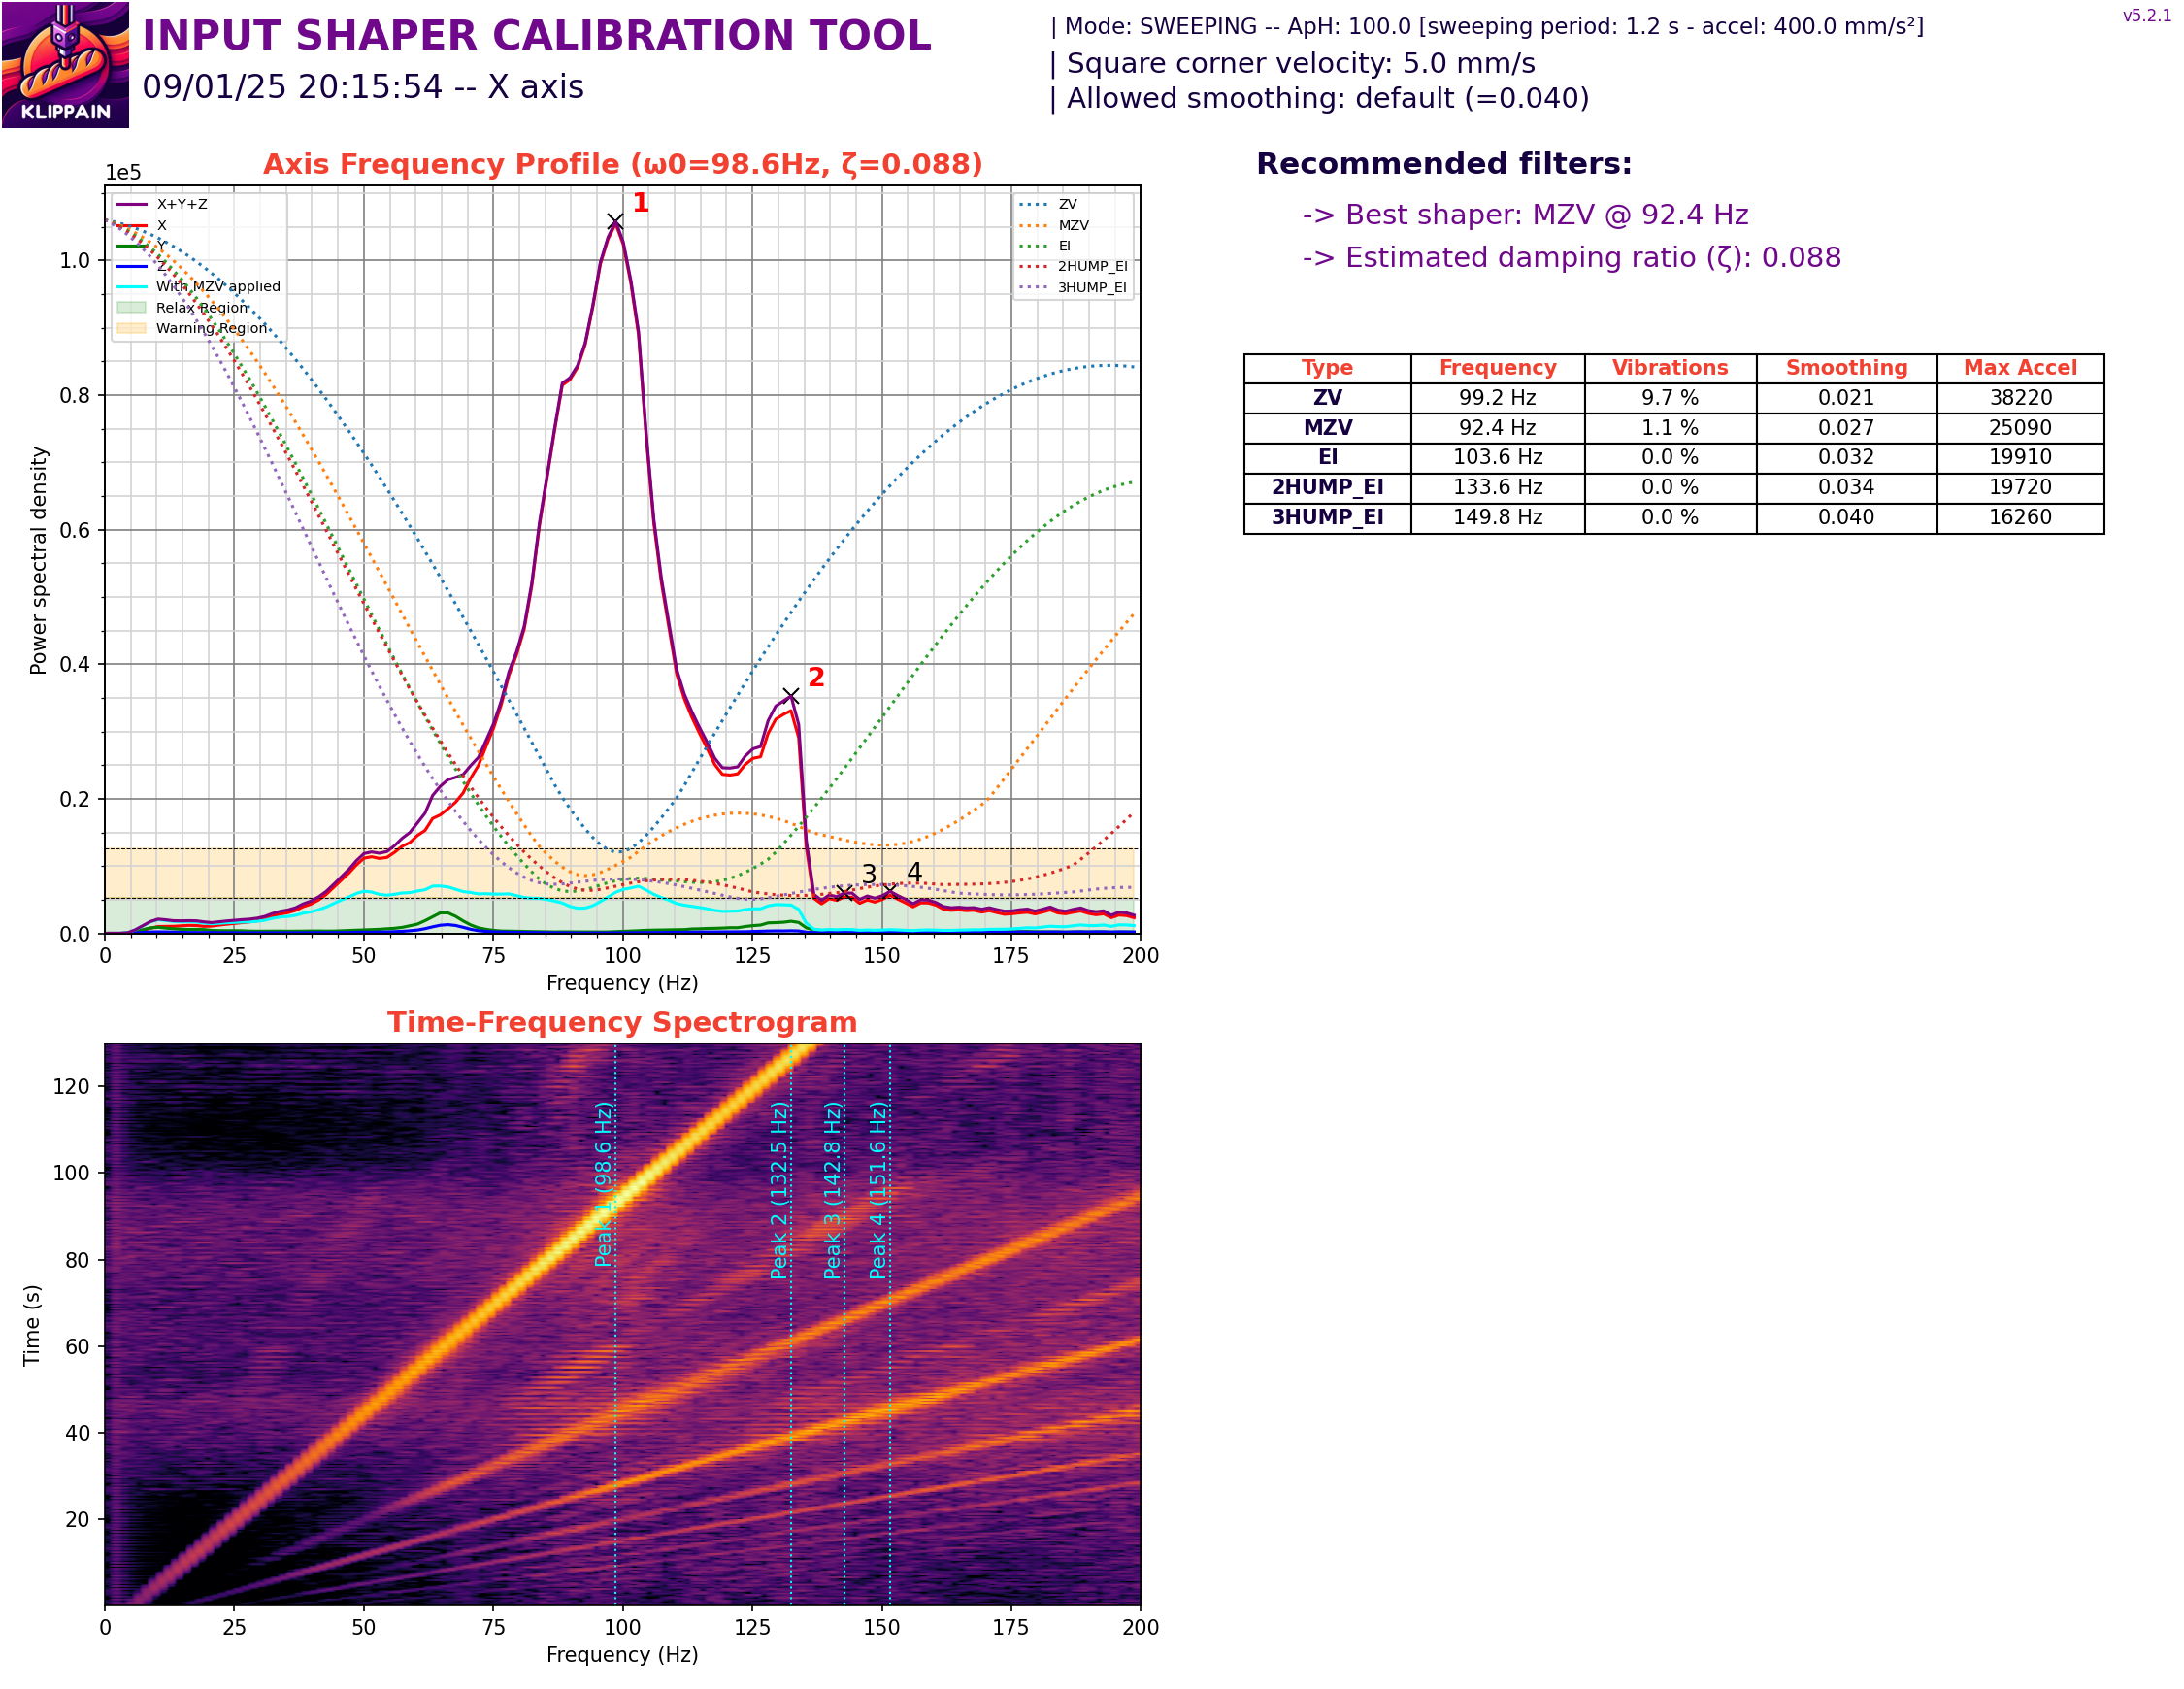 INPUT SHAPER CALIBRATION TOOL
09/01/25 20:15:54 -- X axis
KLIPPAIN
| Mode: SWEEPING -- ApH: 100.0 [sweeping period: 1.2 s - accel: 400.0 mm/s²]
| Square corner velocity: 5.0 mm/s
| Allowed smoothing: default (=0.040)
v5.2.1
Axis Frequency Profile (ω0=98.6Hz, ζ=0.088)
1e5
X+Y+Z
X
Y
Z
With MZV applied
Relax Region
Warning Region
ZV
MZV
EI
2HUMP_EI
3HUMP_EI
1
2
3
4
Power spectral density
1.0
0.8
0.6
0.4
0.2
0.0
0 25 50 75 100 125 150 175 200
Frequency (Hz)
Recommended filters:
-> Best shaper: MZV @ 92.4 Hz
-> Estimated damping ratio (ζ): 0.088
Type Frequency Vibrations Smoothing Max Accel
ZV 99.2 Hz 9.7 % 0.021 38220
MZV 92.4 Hz 1.1 % 0.027 25090
EI 103.6 Hz 0.0 % 0.032 19910
2HUMP_EI 133.6 Hz 0.0 % 0.034 19720
3HUMP_EI 149.8 Hz 0.0 % 0.040 16260
Time-Frequency Spectrogram
Time (s)
120
100
80
60
40
20
Peak 1 (98.6 Hz)
Peak 2 (132.5 Hz)
Peak 3 (142.8 Hz)
Peak 4 (151.6 Hz)
0 25 50 75 100 125 150 175 200
Frequency (Hz)